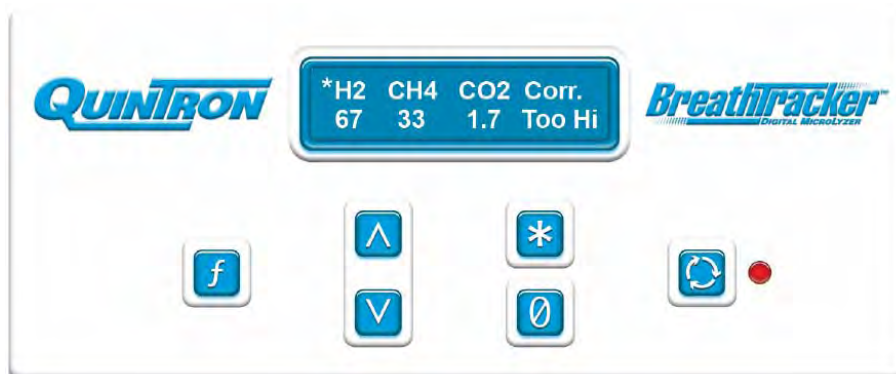 QUINTRON
*H2 CH4 CO2 Corr.
67 33 1.7 Too Hi
BreathTracker™
DIGITAL MICROLYZER
f
*
0